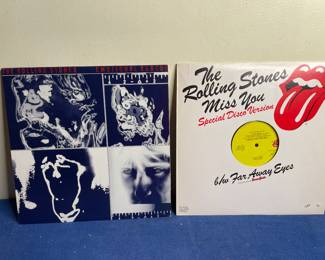 THE ROLLING STONES EMOTIONAL RESCUE
The
Rolling Stones
Miss You
Special Disco Version
b/w Far Away Eyes